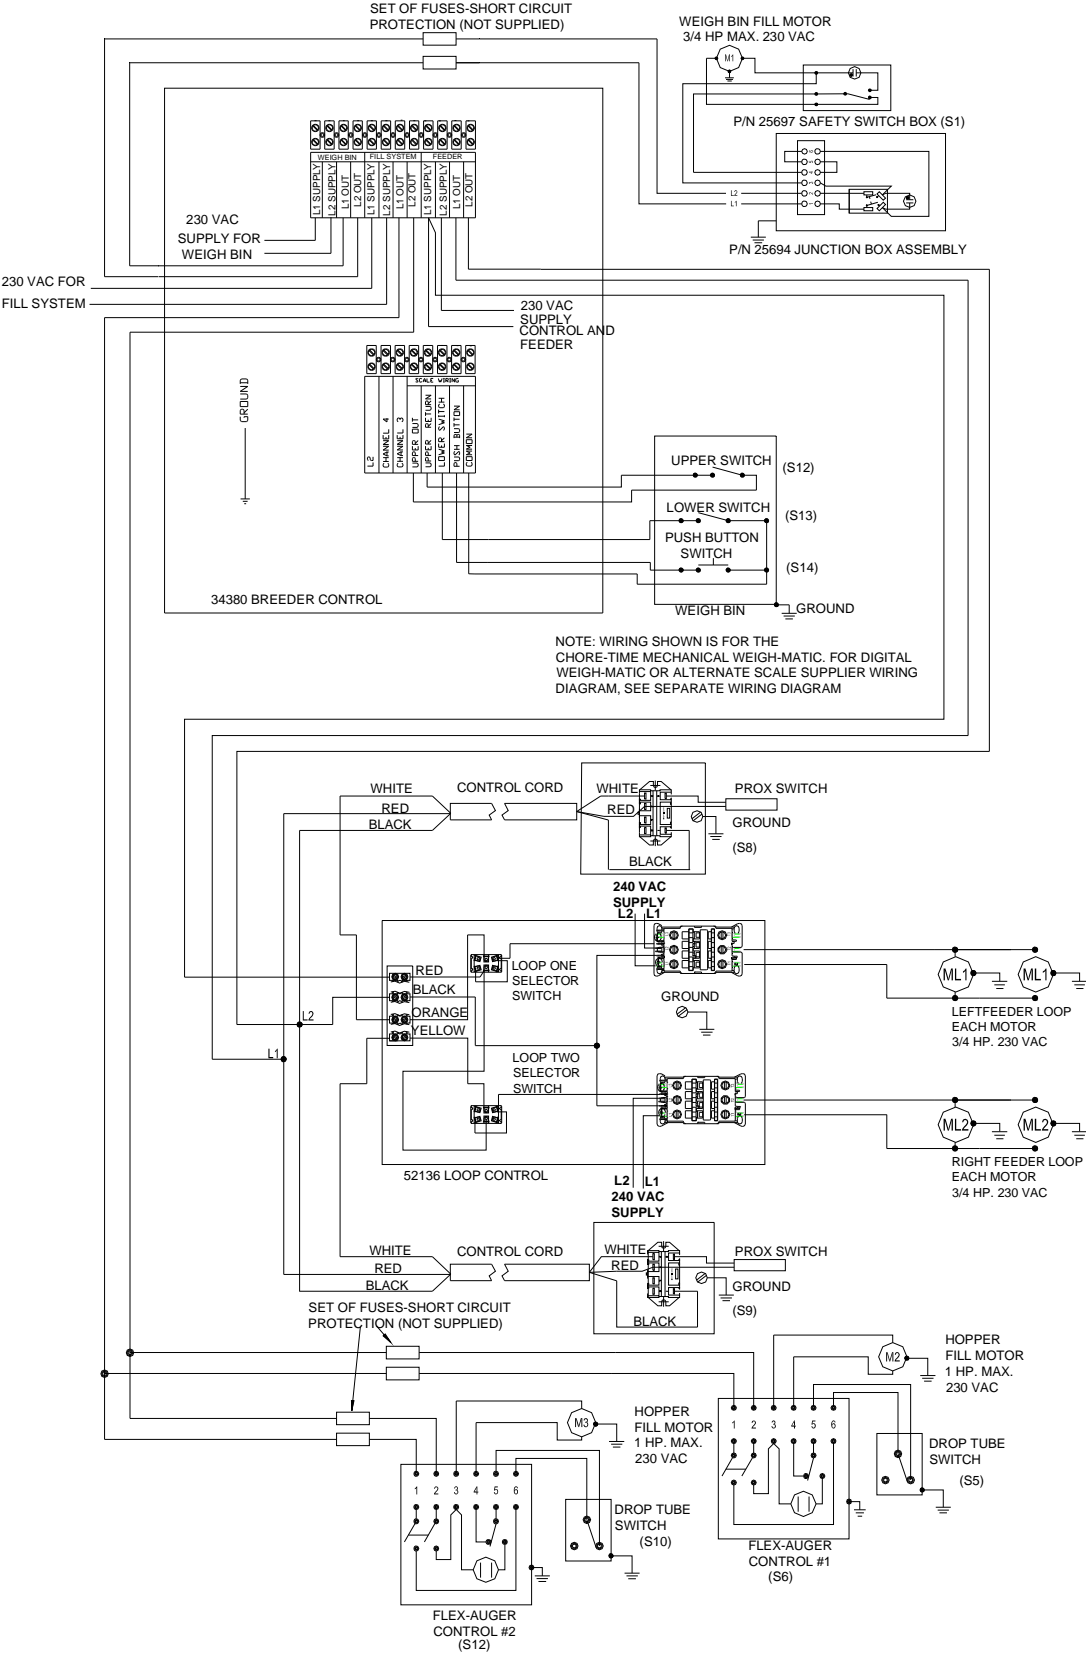 SET OF FUSES-SHORT CIRCUIT
PROTECTION (NOT SUPPLIED)
WEIGH BIN FILL MOTOR
3/4 HP MAX. 230 VAC
M1
P/N 25697 SAFETY SWITCH BOX (S1)
L2
L1
P/N 25694 JUNCTION BOX ASSEMBLY
WEIGH BIN
FILL SYSTEM
FEEDER
L1 SUPPLY
L2 SUPPLY
L1 OUT
L2 OUT
L1 SUPPLY
L2 SUPPLY
L1 OUT
L2 OUT
L1 SUPPLY
L2 SUPPLY
L1 OUT
L2 OUT
230 VAC
SUPPLY FOR
WEIGH BIN
230 VAC FOR
FILL SYSTEM
230 VAC
SUPPLY
CONTROL AND
FEEDER
GROUND
SCALE WIRING
L2
CHANNEL 4
CHANNEL 3
UPPER OUT
UPPER RETURN
LOWER SWITCH
PUSH BUTTON
COMMON
UPPER SWITCH
(S12)
LOWER SWITCH
(S13)
PUSH BUTTON
SWITCH
(S14)
WEIGH BIN
GROUND
34380 BREEDER CONTROL
NOTE: WIRING SHOWN IS FOR THE
CHORE-TIME MECHANICAL WEIGH-MATIC. FOR DIGITAL
WEIGH-MATIC OR ALTERNATE SCALE SUPPLIER WIRING
DIAGRAM, SEE SEPARATE WIRING DIAGRAM
WHITE
RED
BLACK
CONTROL CORD
WHITE
RED
BLACK
PROX SWITCH
GROUND
(S8)
240 VAC
SUPPLY
L2 L1
RED
BLACK
ORANGE
YELLOW
LOOP ONE
SELECTOR
SWITCH
GROUND
LOOP TWO
SELECTOR
SWITCH
L2
L1
ML1
ML1
LEFTFEEDER LOOP
EACH MOTOR
3/4 HP. 230 VAC
ML2
ML2
RIGHT FEEDER LOOP
EACH MOTOR
3/4 HP. 230 VAC
52136 LOOP CONTROL
L2 L1
240 VAC
SUPPLY
WHITE
RED
BLACK
CONTROL CORD
WHITE
RED
BLACK
PROX SWITCH
GROUND
(S9)
SET OF FUSES-SHORT CIRCUIT
PROTECTION (NOT SUPPLIED)
M2
HOPPER
FILL MOTOR
1 HP. MAX.
230 VAC
1 2 3 4 5 6
DROP TUBE
SWITCH
(S5)
FLEX-AUGER
CONTROL #1
(S6)
M3
HOPPER
FILL MOTOR
1 HP. MAX.
230 VAC
1 2 3 4 5 6
DROP TUBE
SWITCH
(S10)
FLEX-AUGER
CONTROL #2
(S12)